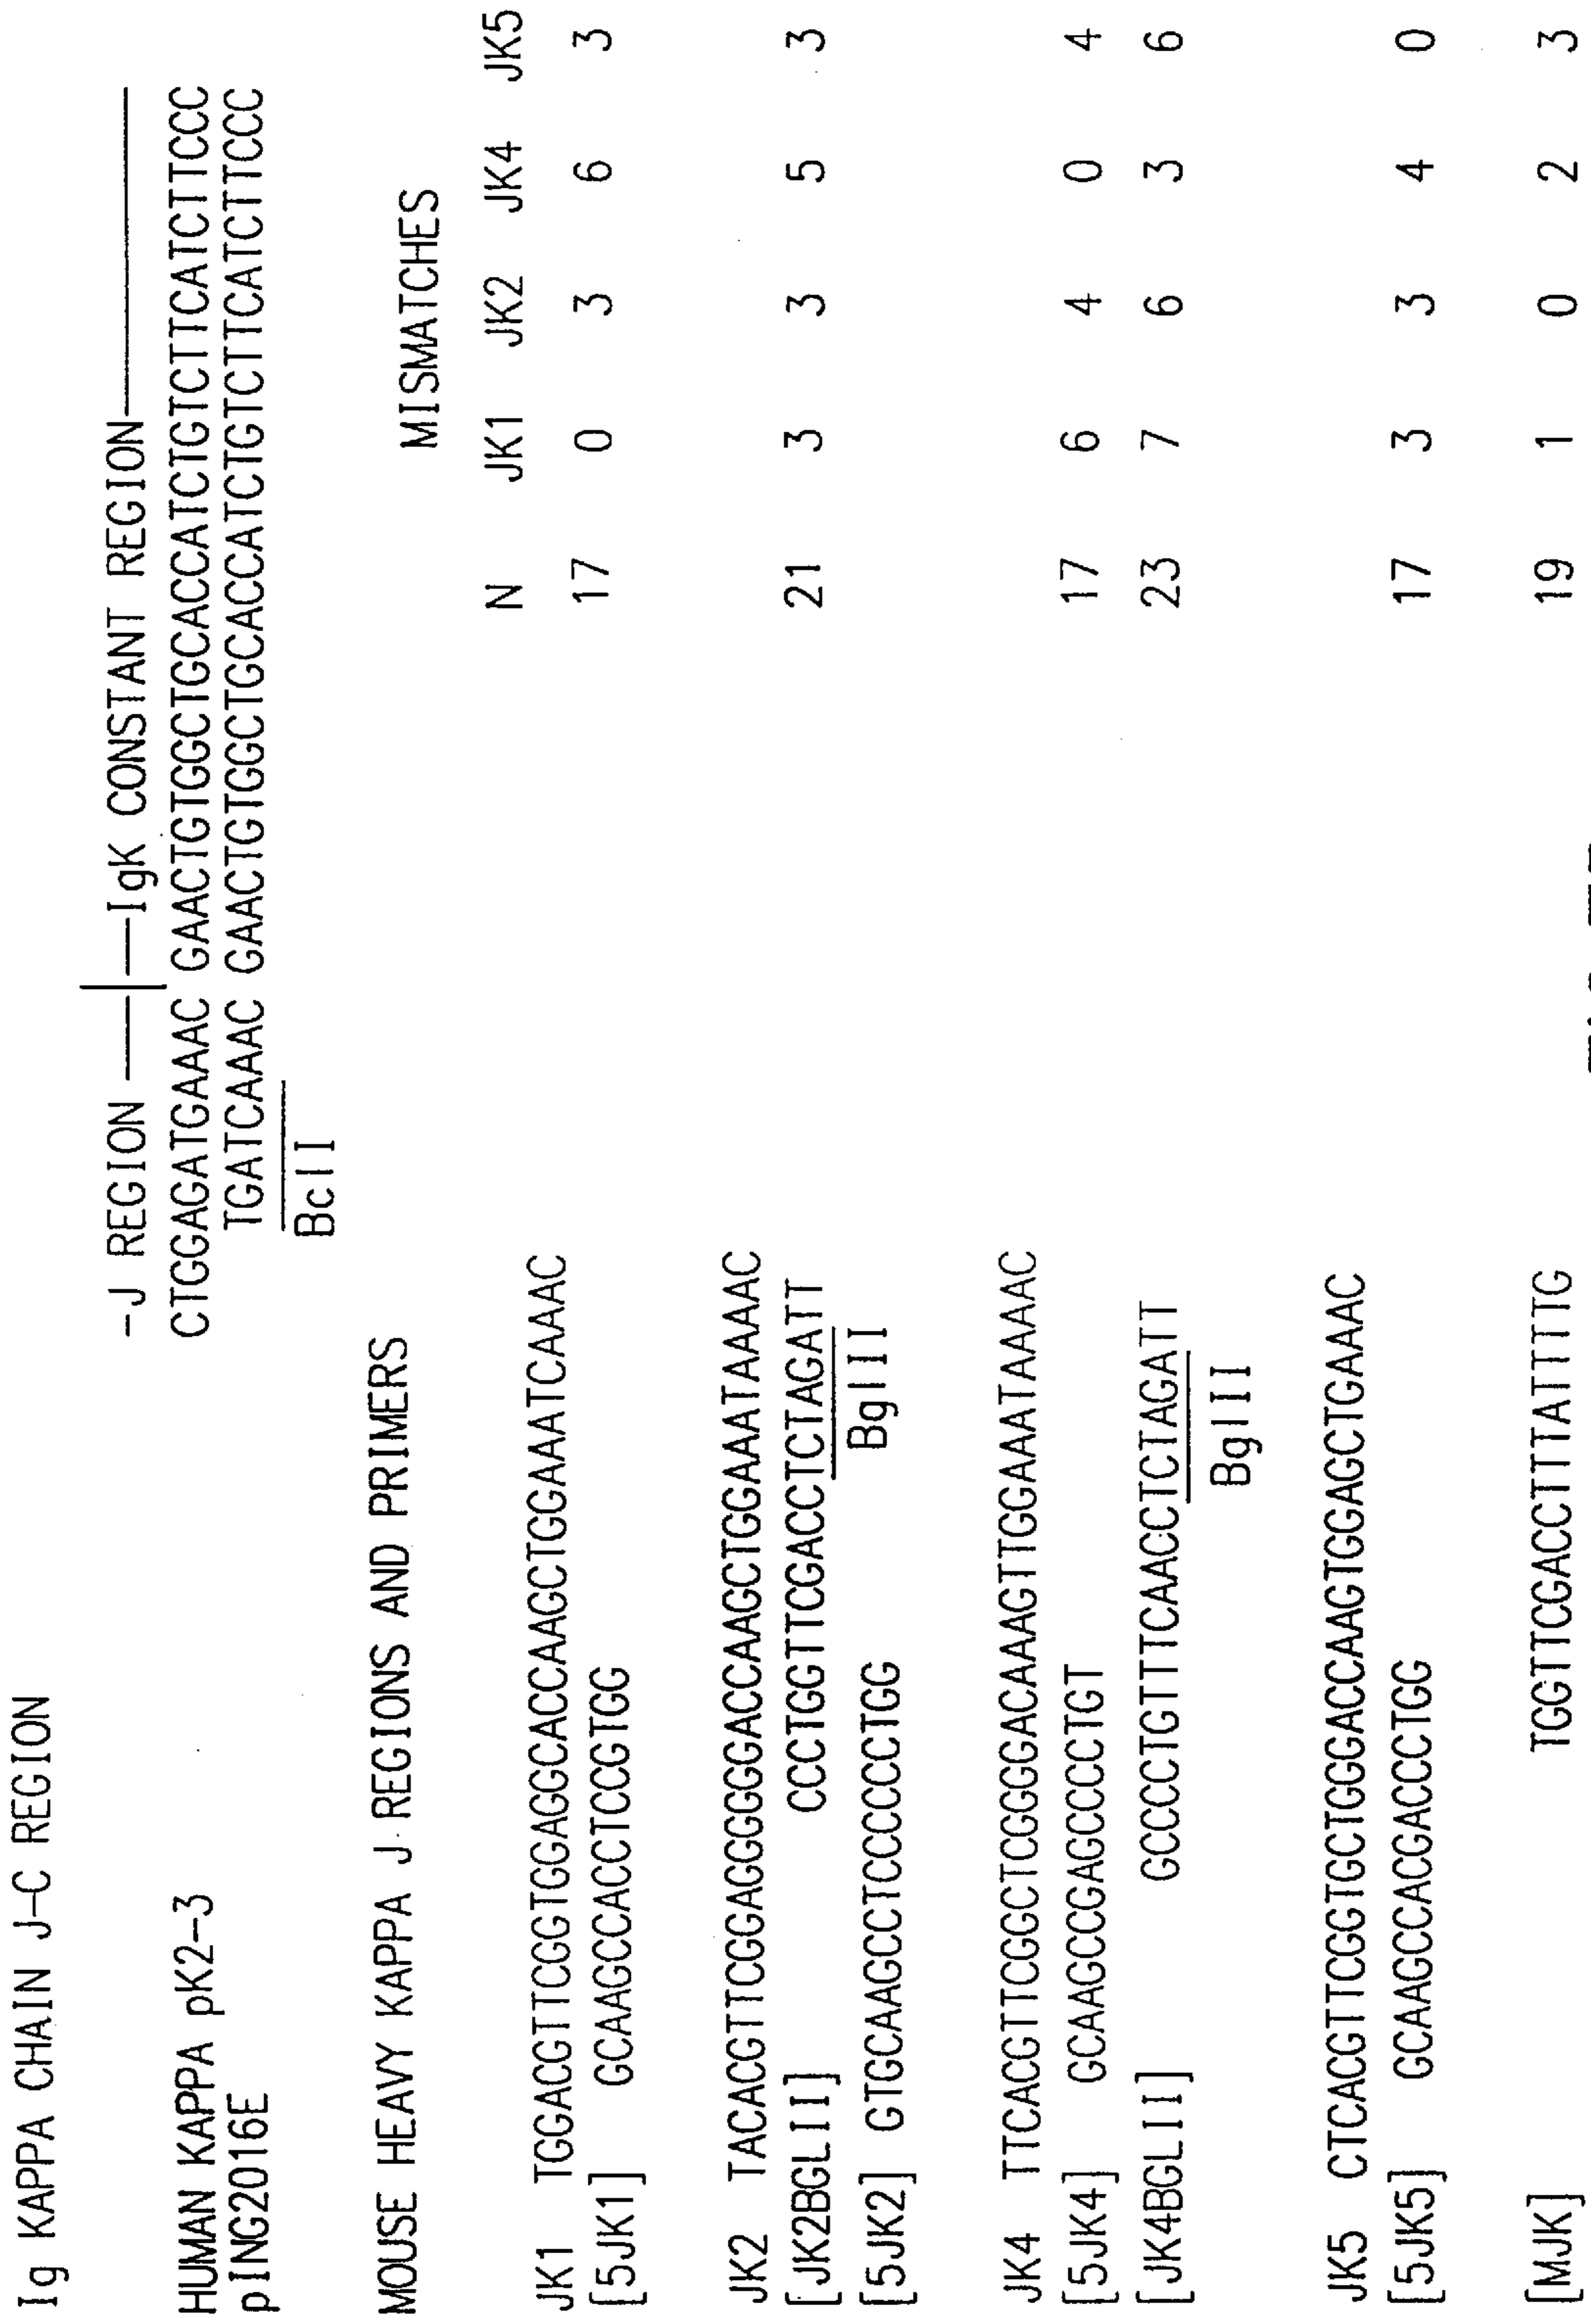 Ig KAPPA CHAIN J-C REGION
-J REGION ——|——IgK CONSTANT REGION————
HUMAN KAPPA pK2-3 CTGGAGATGAAAC GAACTGTGGCTGCACCATCTGTCTTCATCTTCCC
pING2016E TGATCAAAC GAACTGTGGCTGCACCATCTGTCTTCATCTTCCC
BclI
MOUSE HEAVY KAPPA J REGIONS AND PRIMERS
MISMATCHES
N JK1 JK2 JK4 JK5
JK1 TGGACGTTCGGTGGAGGCACCAAGCTGGAAATCAAAC
[5JK1] GCAAGCCACCTCCGTGG 17 0 3 6 3
JK2 TACACGTTCGGAGGGGGGACCAAGCTGGAAATAAAAC
[JK2BGLII] CCCTGGTTCGACCTCTAGATT 21 3 3 5 3
BglII
[5JK2] GTGCAAGCCTCCCCCCTGG
JK4 TTCACGTTCGGCTCGGGGACAAAGTTGGAAATAAAAC
[5JK4] GCAAGCCGAGCCCCTGT 17 6 4 0 4
[JK4BGLII] GCCCCTGTTTCAACCTCTAGATT 23 7 6 3 6
BglII
JK5 CTCACGTTCGGTGCTGGGACCAAGTGGAGCTGAAAC
[5JK5] GCAAGCCACGACCCTGG 17 3 3 4 0
[MJK] TGGTTCGACCTTTATTTTG 19 1 0 2 3